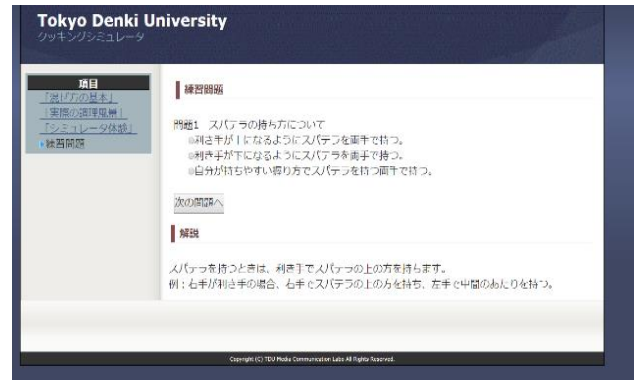 Tokyo Denki University
クッキングシミュレータ
項目
「混ぜ方の基本」
「実際の調理風景」
「シミュレータ体験」
練習問題
練習問題
問題1 スパテラの持ち方について
利き手が上になるようにスパテラを両手で持つ。
利き手が下になるようにスパテラを両手で持つ。
自分が持ちやすい握り方でスパテラを持つ両手で持つ。
次の問題へ
解説
スパテラを持つときは、利き手でスパテラの上の方を持ちます。
例：右手が利き手の場合、右手でスパテラの上の方を持ち、左手で中間のあたりを持つ。
Copyright (C) TDU Media Communication Labo All Rights Reserved.